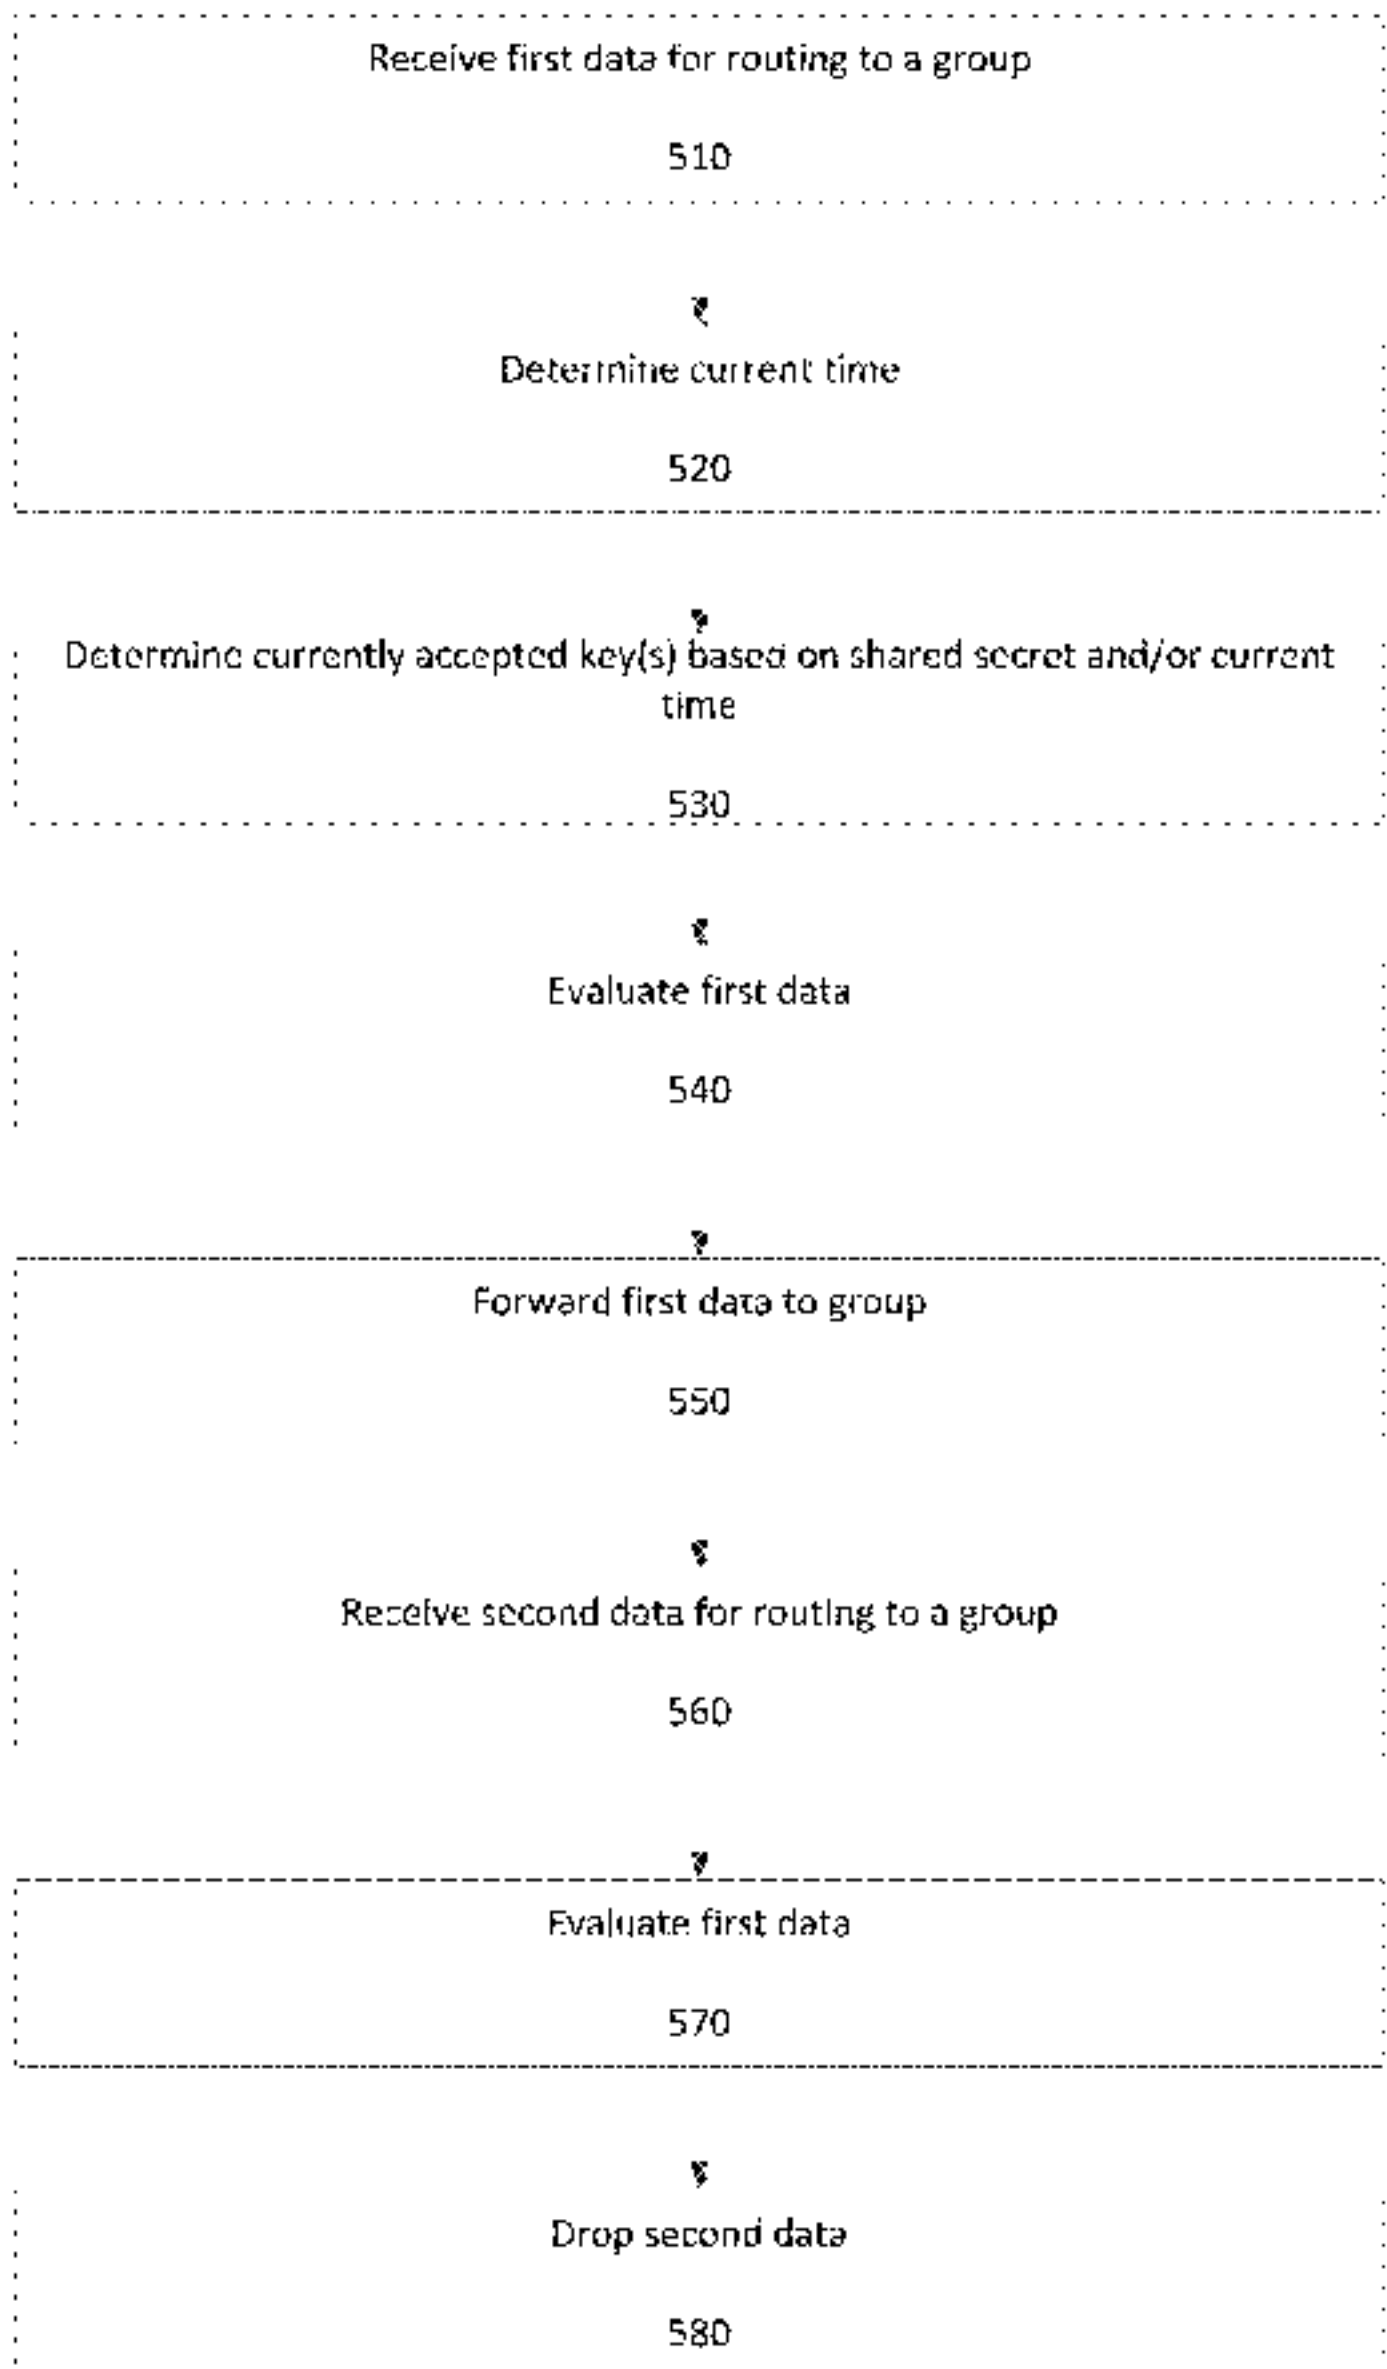 Receive first data for routing to a group
510
Determine current time
520
Determine currently accepted key(s) based on shared secret and/or current
time
530
Evaluate first data
540
Forward first data to group
550
Receive second data for routing to a group
560
Evaluate first data
570
Drop second data
580